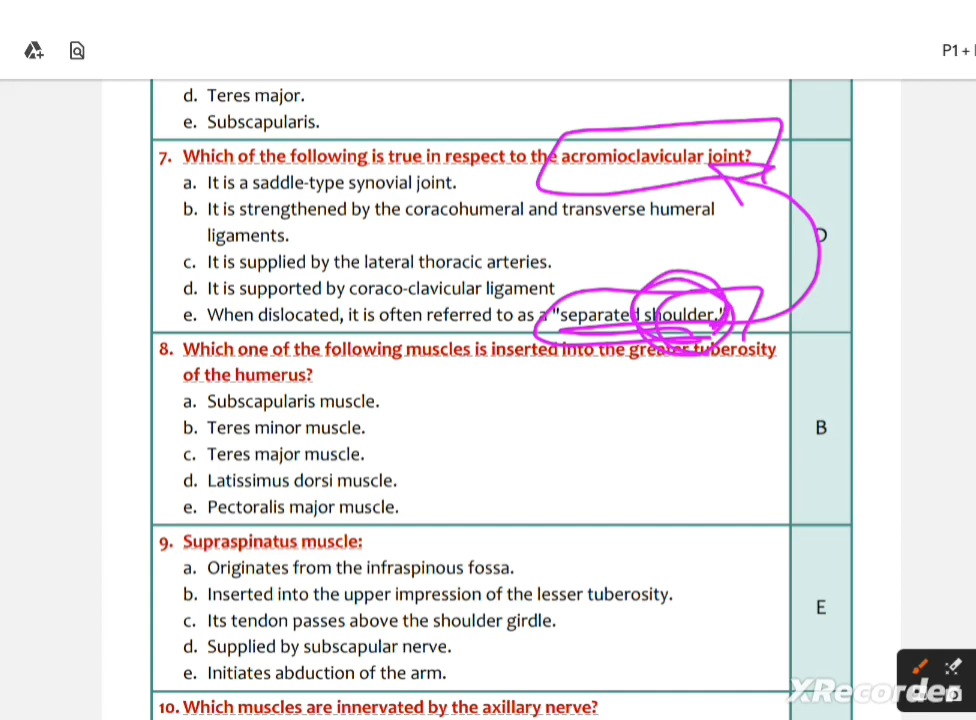 P1 +
d. Teres major.
e. Subscapularis.
7. Which of the following is true in respect to the acromioclavicular joint?
a. It is a saddle-type synovial joint.
b. It is strengthened by the coracohumeral and transverse humeral
ligaments.
c. It is supplied by the lateral thoracic arteries.
d. It is supported by coraco-clavicular ligament
e. When dislocated, it is often referred to as a "separated shoulder."
D
8. Which one of the following muscles is inserted into the greater tuberosity
of the humerus?
a. Subscapularis muscle.
b. Teres minor muscle.
c. Teres major muscle.
d. Latissimus dorsi muscle.
e. Pectoralis major muscle.
B
9. Supraspinatus muscle:
a. Originates from the infraspinous fossa.
b. Inserted into the upper impression of the lesser tuberosity.
c. Its tendon passes above the shoulder girdle.
d. Supplied by subscapular nerve.
e. Initiates abduction of the arm.
E
10. Which muscles are innervated by the axillary nerve?
XRecorder